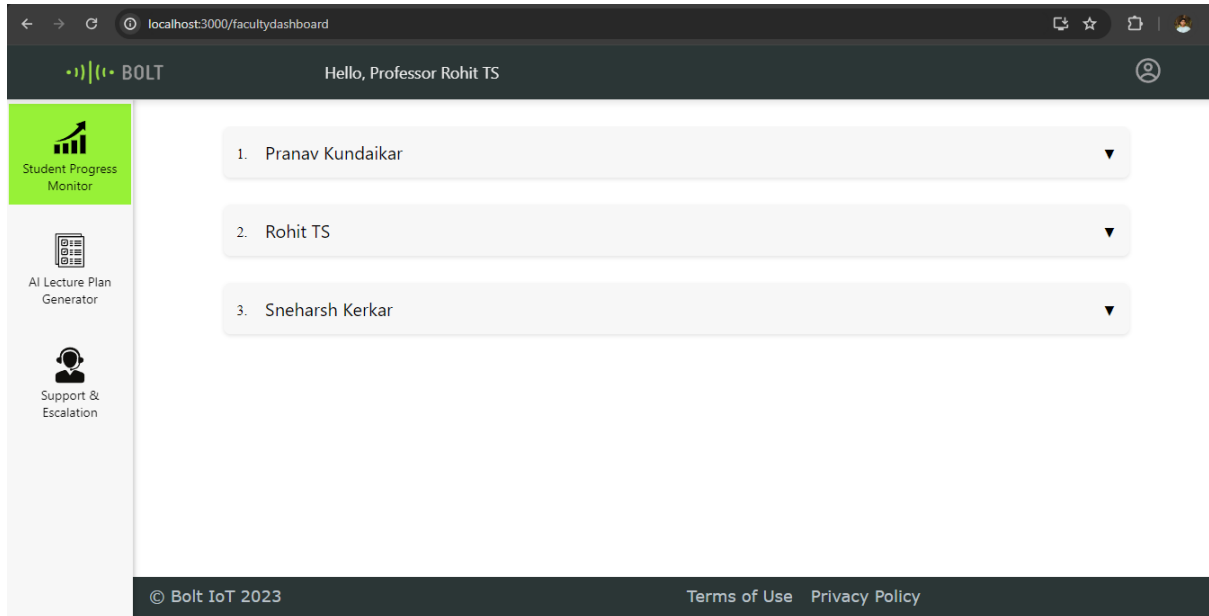 localhost:3000/facultydashboard
BOLT
Hello, Professor Rohit TS
Student Progress
Monitor
AI Lecture Plan
Generator
Support &
Escalation
1. Pranav Kundaikar
2. Rohit TS
3. Sneharsh Kerkar
© Bolt IoT 2023
Terms of Use Privacy Policy